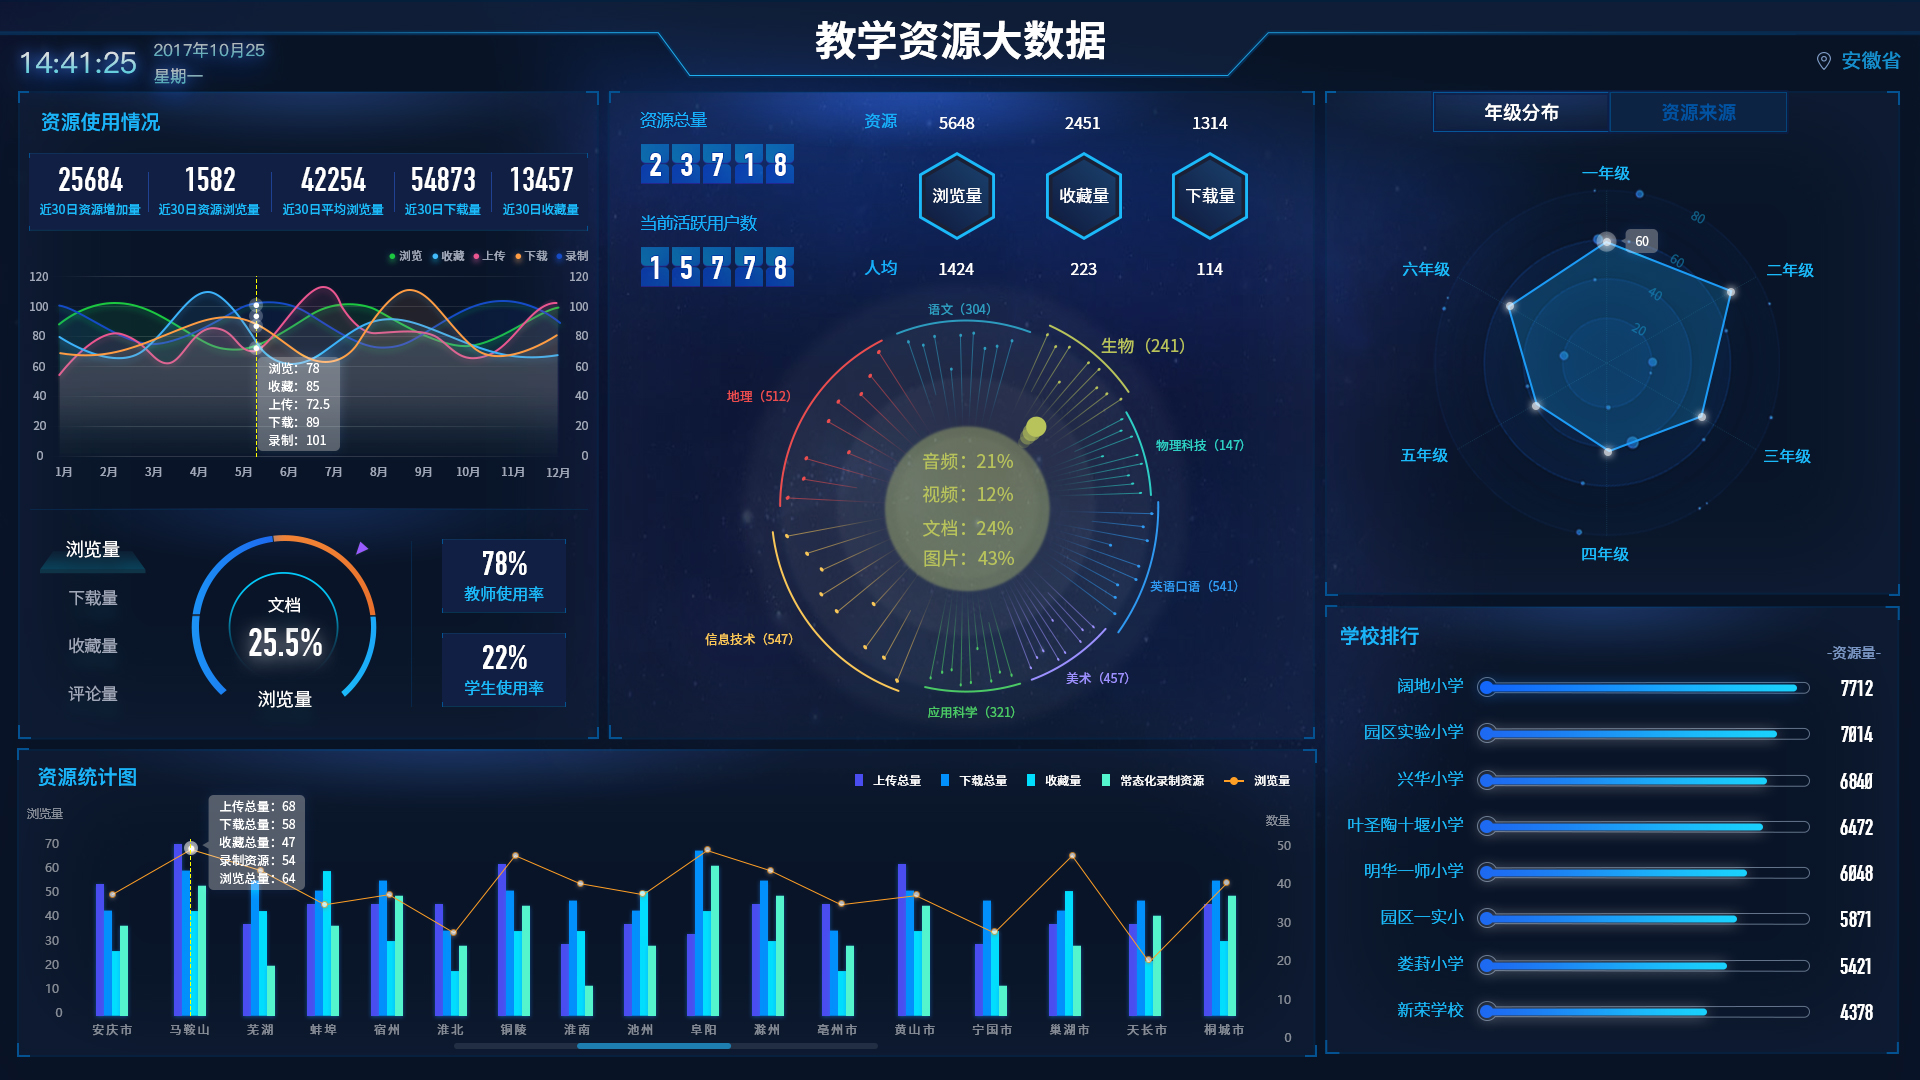 教学资源大数据
14:41:25
2017年10月25
星期一
安徽省
资源使用情况
25684 1582 42254 54873 13457
近30日资源增加量 近30日资源浏览量 近30日平均浏览量 近30日下载量 近30日收藏量
浏览 收藏 上传 下载 录制
120 120
100 100
80 80
60 60
40 40
20 20
0 0
浏览：78
收藏：85
上传：72.5
下载：89
录制：101
1月 2月 3月 4月 5月 6月 7月 8月 9月 10月 11月 12月
浏览量
下载量
收藏量
评论量
文档
25.5%
浏览量
78%
教师使用率
22%
学生使用率
资源总量
23718
当前活跃用户数
15778
资源 5648 2451 1314
浏览量 收藏量 下载量
人均 1424 223 114
语文（304）
生物（241）
地理（512）
物理科技（147）
英语口语（541）
信息技术（547）
美术（457）
应用科学（321）
音频：21%
视频：12%
文档：24%
图片：43%
年级分布 资源来源
一年级
二年级
三年级
四年级
五年级
六年级
80
60
60
40
20
学校排行
-资源量-
阔地小学 7712
园区实验小学 7014
兴华小学 6840
叶圣陶十堰小学 6472
明华一师小学 6048
园区一实小 5871
娄葑小学 5421
新荣学校 4378
资源统计图
上传总量 下载总量 收藏量 常态化录制资源 浏览量
浏览量
数量
70
60
50
40
30
20
10
0
50
40
30
20
10
0
上传总量：68
下载总量：58
收藏总量：47
录制资源：54
浏览总量：64
安庆市 马鞍山 芜湖 蚌埠 宿州 淮北 铜陵 淮南 池州 阜阳 滁州 亳州市 黄山市 宁国市 巢湖市 天长市 桐城市